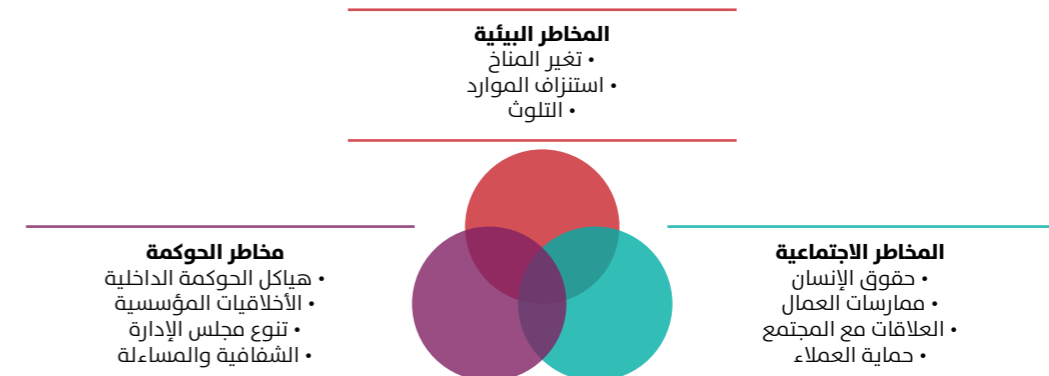 المخاطر البيئية
• تغير المناخ
• استنزاف الموارد
• التلوث
المخاطر الاجتماعية
• حقوق الإنسان
• ممارسات العمال
• العلاقات مع المجتمع
• حماية العملاء
مخاطر الحوكمة
• هياكل الحوكمة الداخلية
• الأخلاقيات المؤسسية
• تنوع مجلس الإدارة
• الشفافية والمساءلة